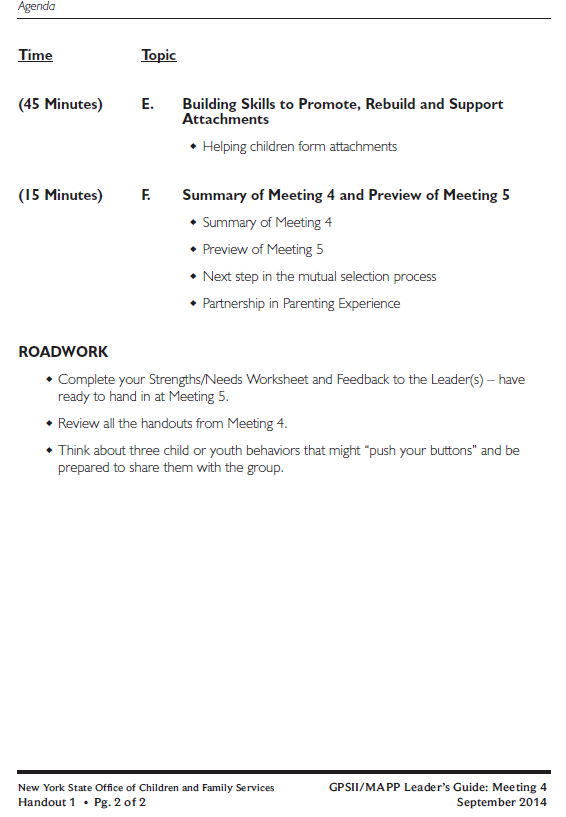 Agenda
Time Topic
(45 Minutes) E. Building Skills to Promote, Rebuild and Support
Attachments
◆ Helping children form attachments
(15 Minutes) F. Summary of Meeting 4 and Preview of Meeting 5
◆ Summary of Meeting 4
◆ Preview of Meeting 5
◆ Next step in the mutual selection process
◆ Partnership in Parenting Experience
ROADWORK
◆ Complete your Strengths/Needs Worksheet and Feedback to the Leader(s) – have
ready to hand in at Meeting 5.
◆ Review all the handouts from Meeting 4.
◆ Think about three child or youth behaviors that might “push your buttons” and be
prepared to share them with the group.
New York State Office of Children and Family Services GPSII/MAPP Leader’s Guide: Meeting 4
Handout 1 • Pg. 2 of 2 September 2014